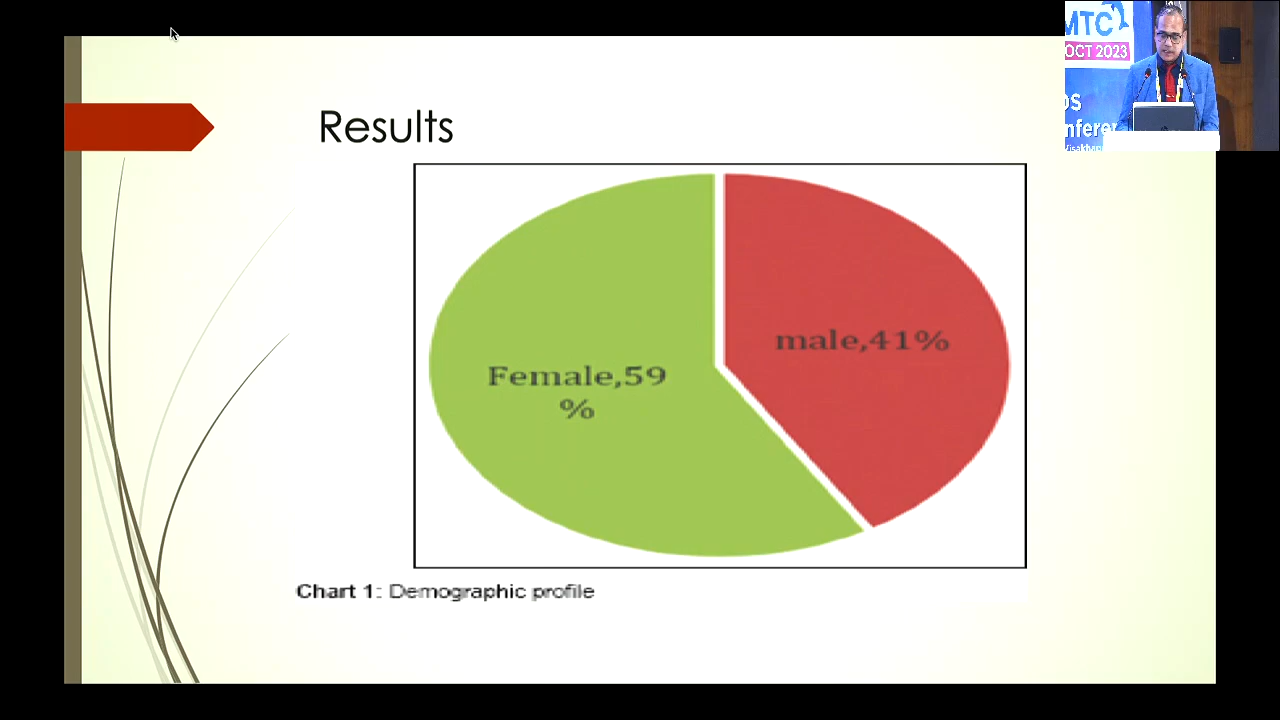 MTC
OCT 2023
Results
male,41%
Female,59
%
Chart 1: Demographic profile